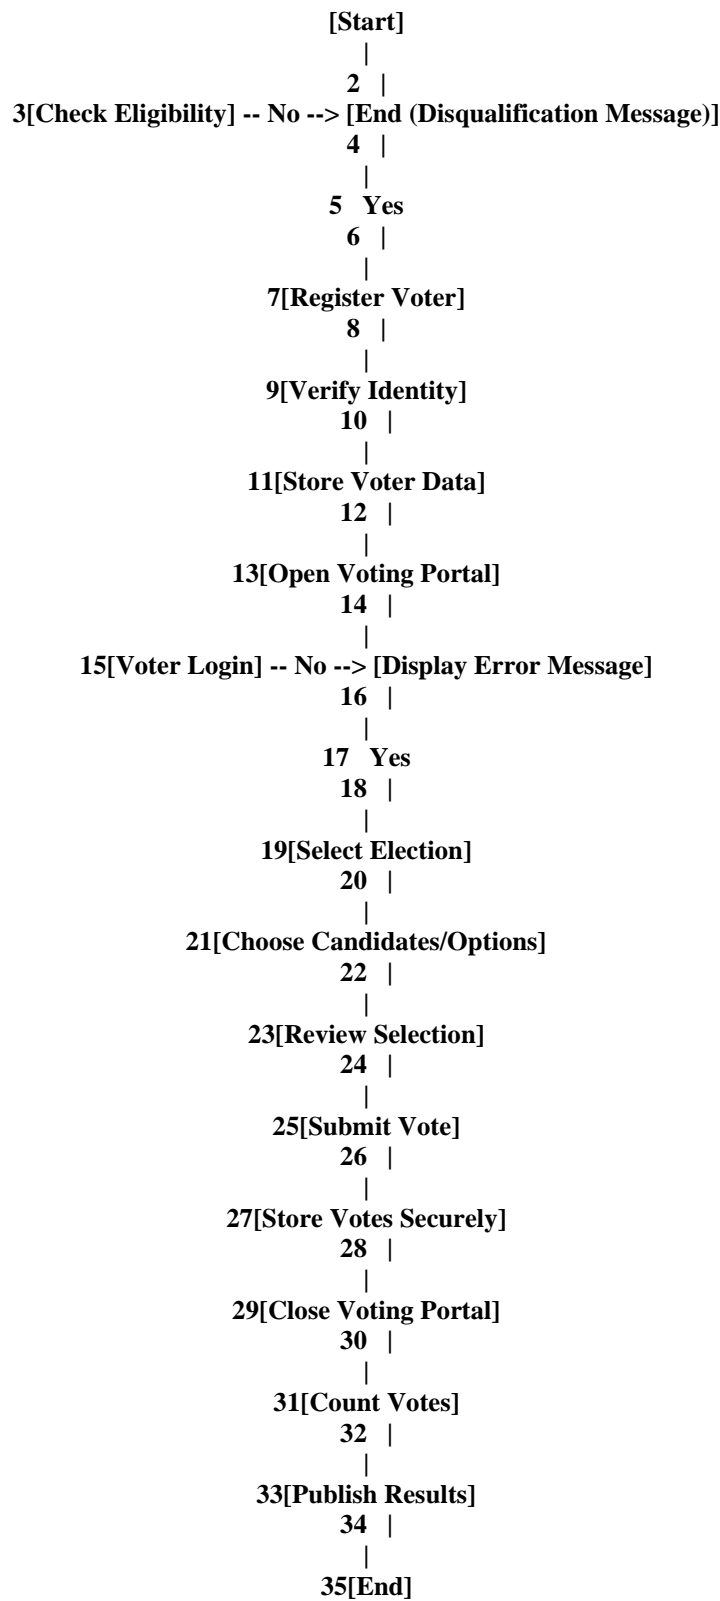 [Start]
|
2 |
3[Check Eligibility] -- No --> [End (Disqualification Message)]
4 |
|
5 Yes
6 |
|
7[Register Voter]
8 |
|
9[Verify Identity]
10 |
|
11[Store Voter Data]
12 |
|
13[Open Voting Portal]
14 |
|
15[Voter Login] -- No --> [Display Error Message]
16 |
|
17 Yes
18 |
|
19[Select Election]
20 |
|
21[Choose Candidates/Options]
22 |
|
23[Review Selection]
24 |
|
25[Submit Vote]
26 |
|
27[Store Votes Securely]
28 |
|
29[Close Voting Portal]
30 |
|
31[Count Votes]
32 |
|
33[Publish Results]
34 |
|
35[End]